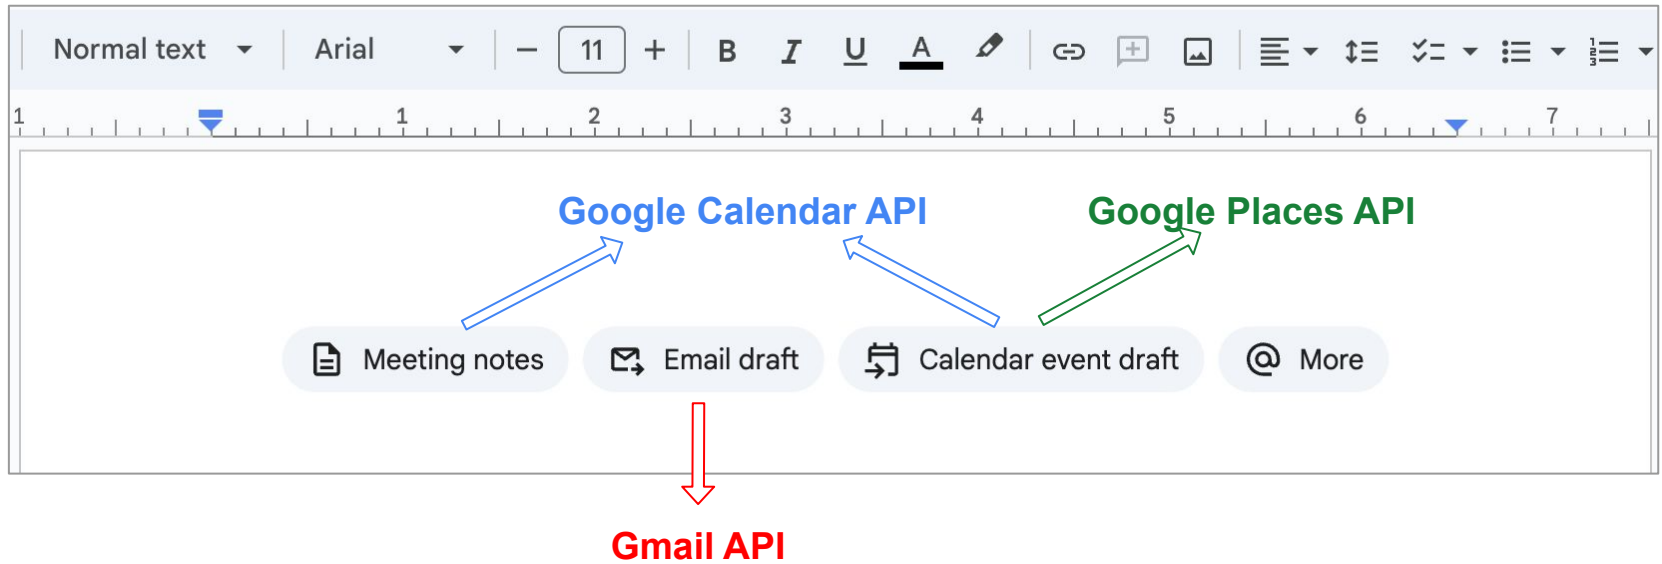 Normal text Arial 11 B I U A
1 1 2 3 4 5 6 7
Google Calendar API Google Places API
Meeting notes Email draft Calendar event draft More
Gmail API